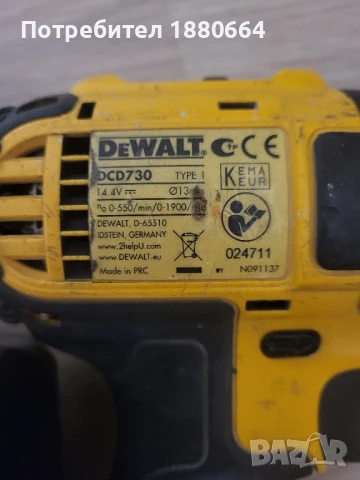 Потребител 1880664
DEWALT®
DCD730 TYPE 1
14.4V Ø13
n₀ 0-550/min/0-1900/
DEWALT, D-65510
IDSTEIN, GERMANY
www.2helpU.com
www.DEWALT.eu
Made in PRC
CE
KEMA
KEUR
024711
WY N091137
BAZAR